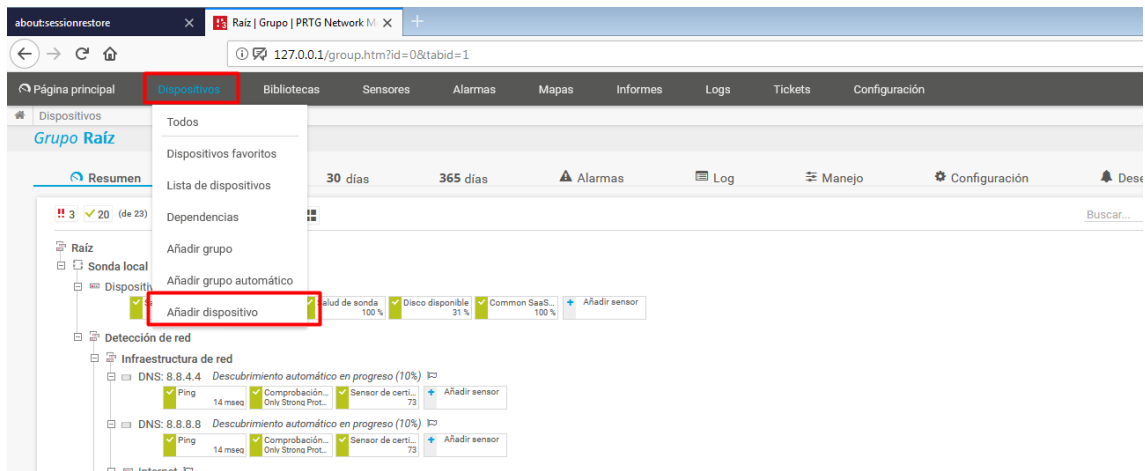 about:sessionrestore
Raíz | Grupo | PRTG Network M
127.0.0.1/group.htm?id=0&tabid=1
Página principal Dispositivos Bibliotecas Sensores Alarmas Mapas Informes Logs Tickets Configuración
Dispositivos
Grupo Raíz
Todos
Dispositivos favoritos
Lista de dispositivos
Dependencias
Añadir grupo
Añadir grupo automático
Añadir dispositivo
Resumen 30 días 365 días Alarmas Log Manejo Configuración Dese
3 20 (de 23) Buscar...
Raíz
Sonda local
Dispositiv
Salud de sonda 100 % Disco disponible 31 % Common SaaS... 100 % + Añadir sensor
Detección de red
Infraestructura de red
DNS: 8.8.4.4 Descubrimiento automático en progreso (10%)
Ping 14 mseq Comprobación... Only Strong Prot... Sensor de certi... 73 + Añadir sensor
DNS: 8.8.8.8 Descubrimiento automático en progreso (10%)
Ping 14 mseq Comprobación... Only Strong Prot... Sensor de certi... 73 + Añadir sensor
Internet